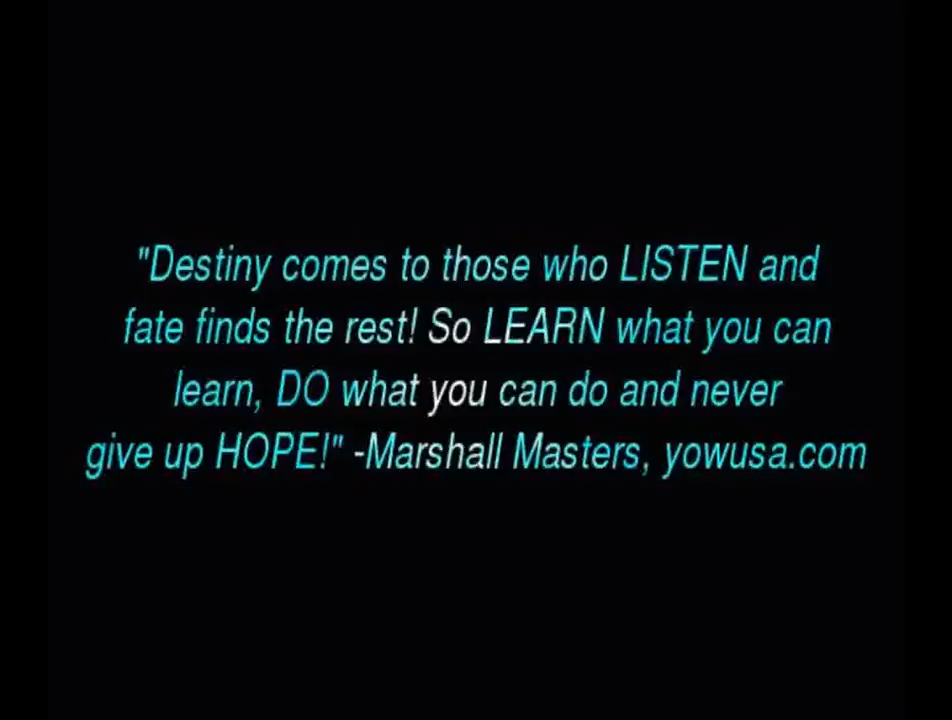 "Destiny comes to those who LISTEN and
fate finds the rest! So LEARN what you can
learn, DO what you can do and never
give up HOPE!" -Marshall Masters, yowusa.com